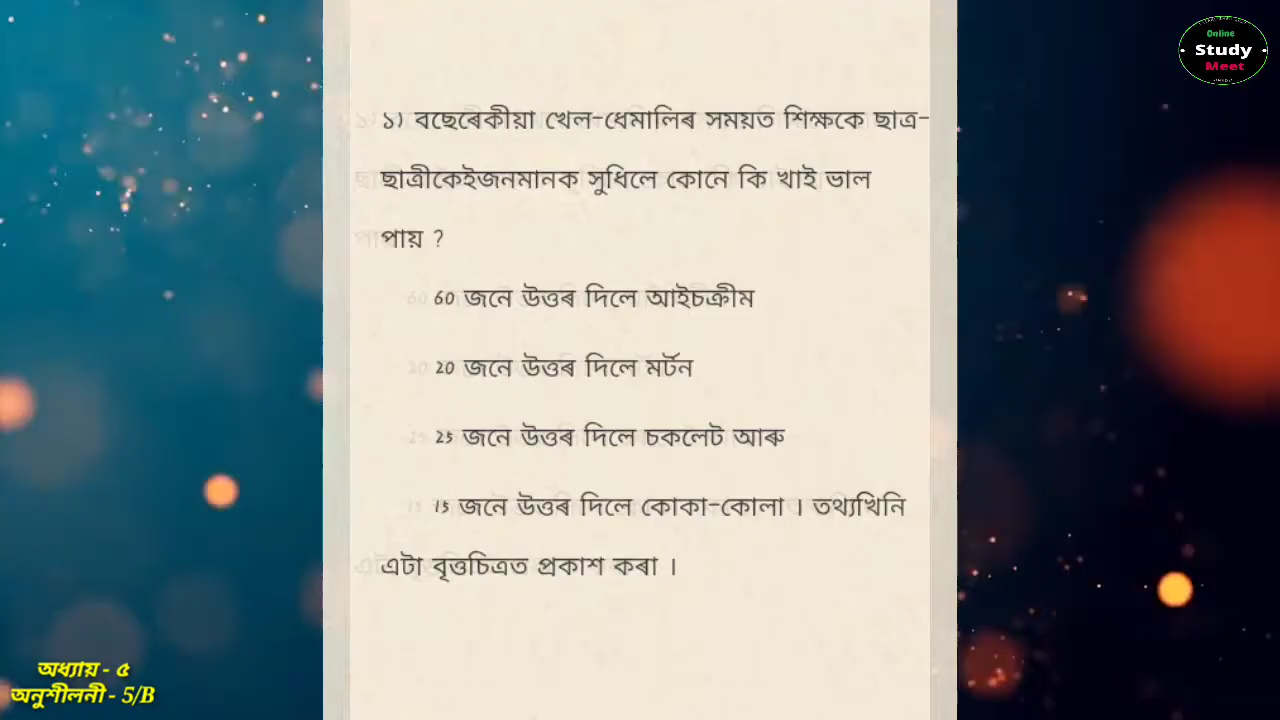 Online
Study
Meet
১) বছেৰেকীয়া খেল-ধেমালিৰ সময়ত শিক্ষকে ছাত্ৰ-
ছাত্ৰীকেইজনমানক সুধিলে কোনে কি খাই ভাল
পায় ?
60 জনে উত্তৰ দিলে আইচক্ৰীম
20 জনে উত্তৰ দিলে মৰ্টন
25 জনে উত্তৰ দিলে চকলেট আৰু
15 জনে উত্তৰ দিলে কোকা-কোলা । তথ্যখিনি
এটা বৃত্তচিত্ৰত প্ৰকাশ কৰা ।
অধ্যায় - ৫
অনুশীলনী - 5/B